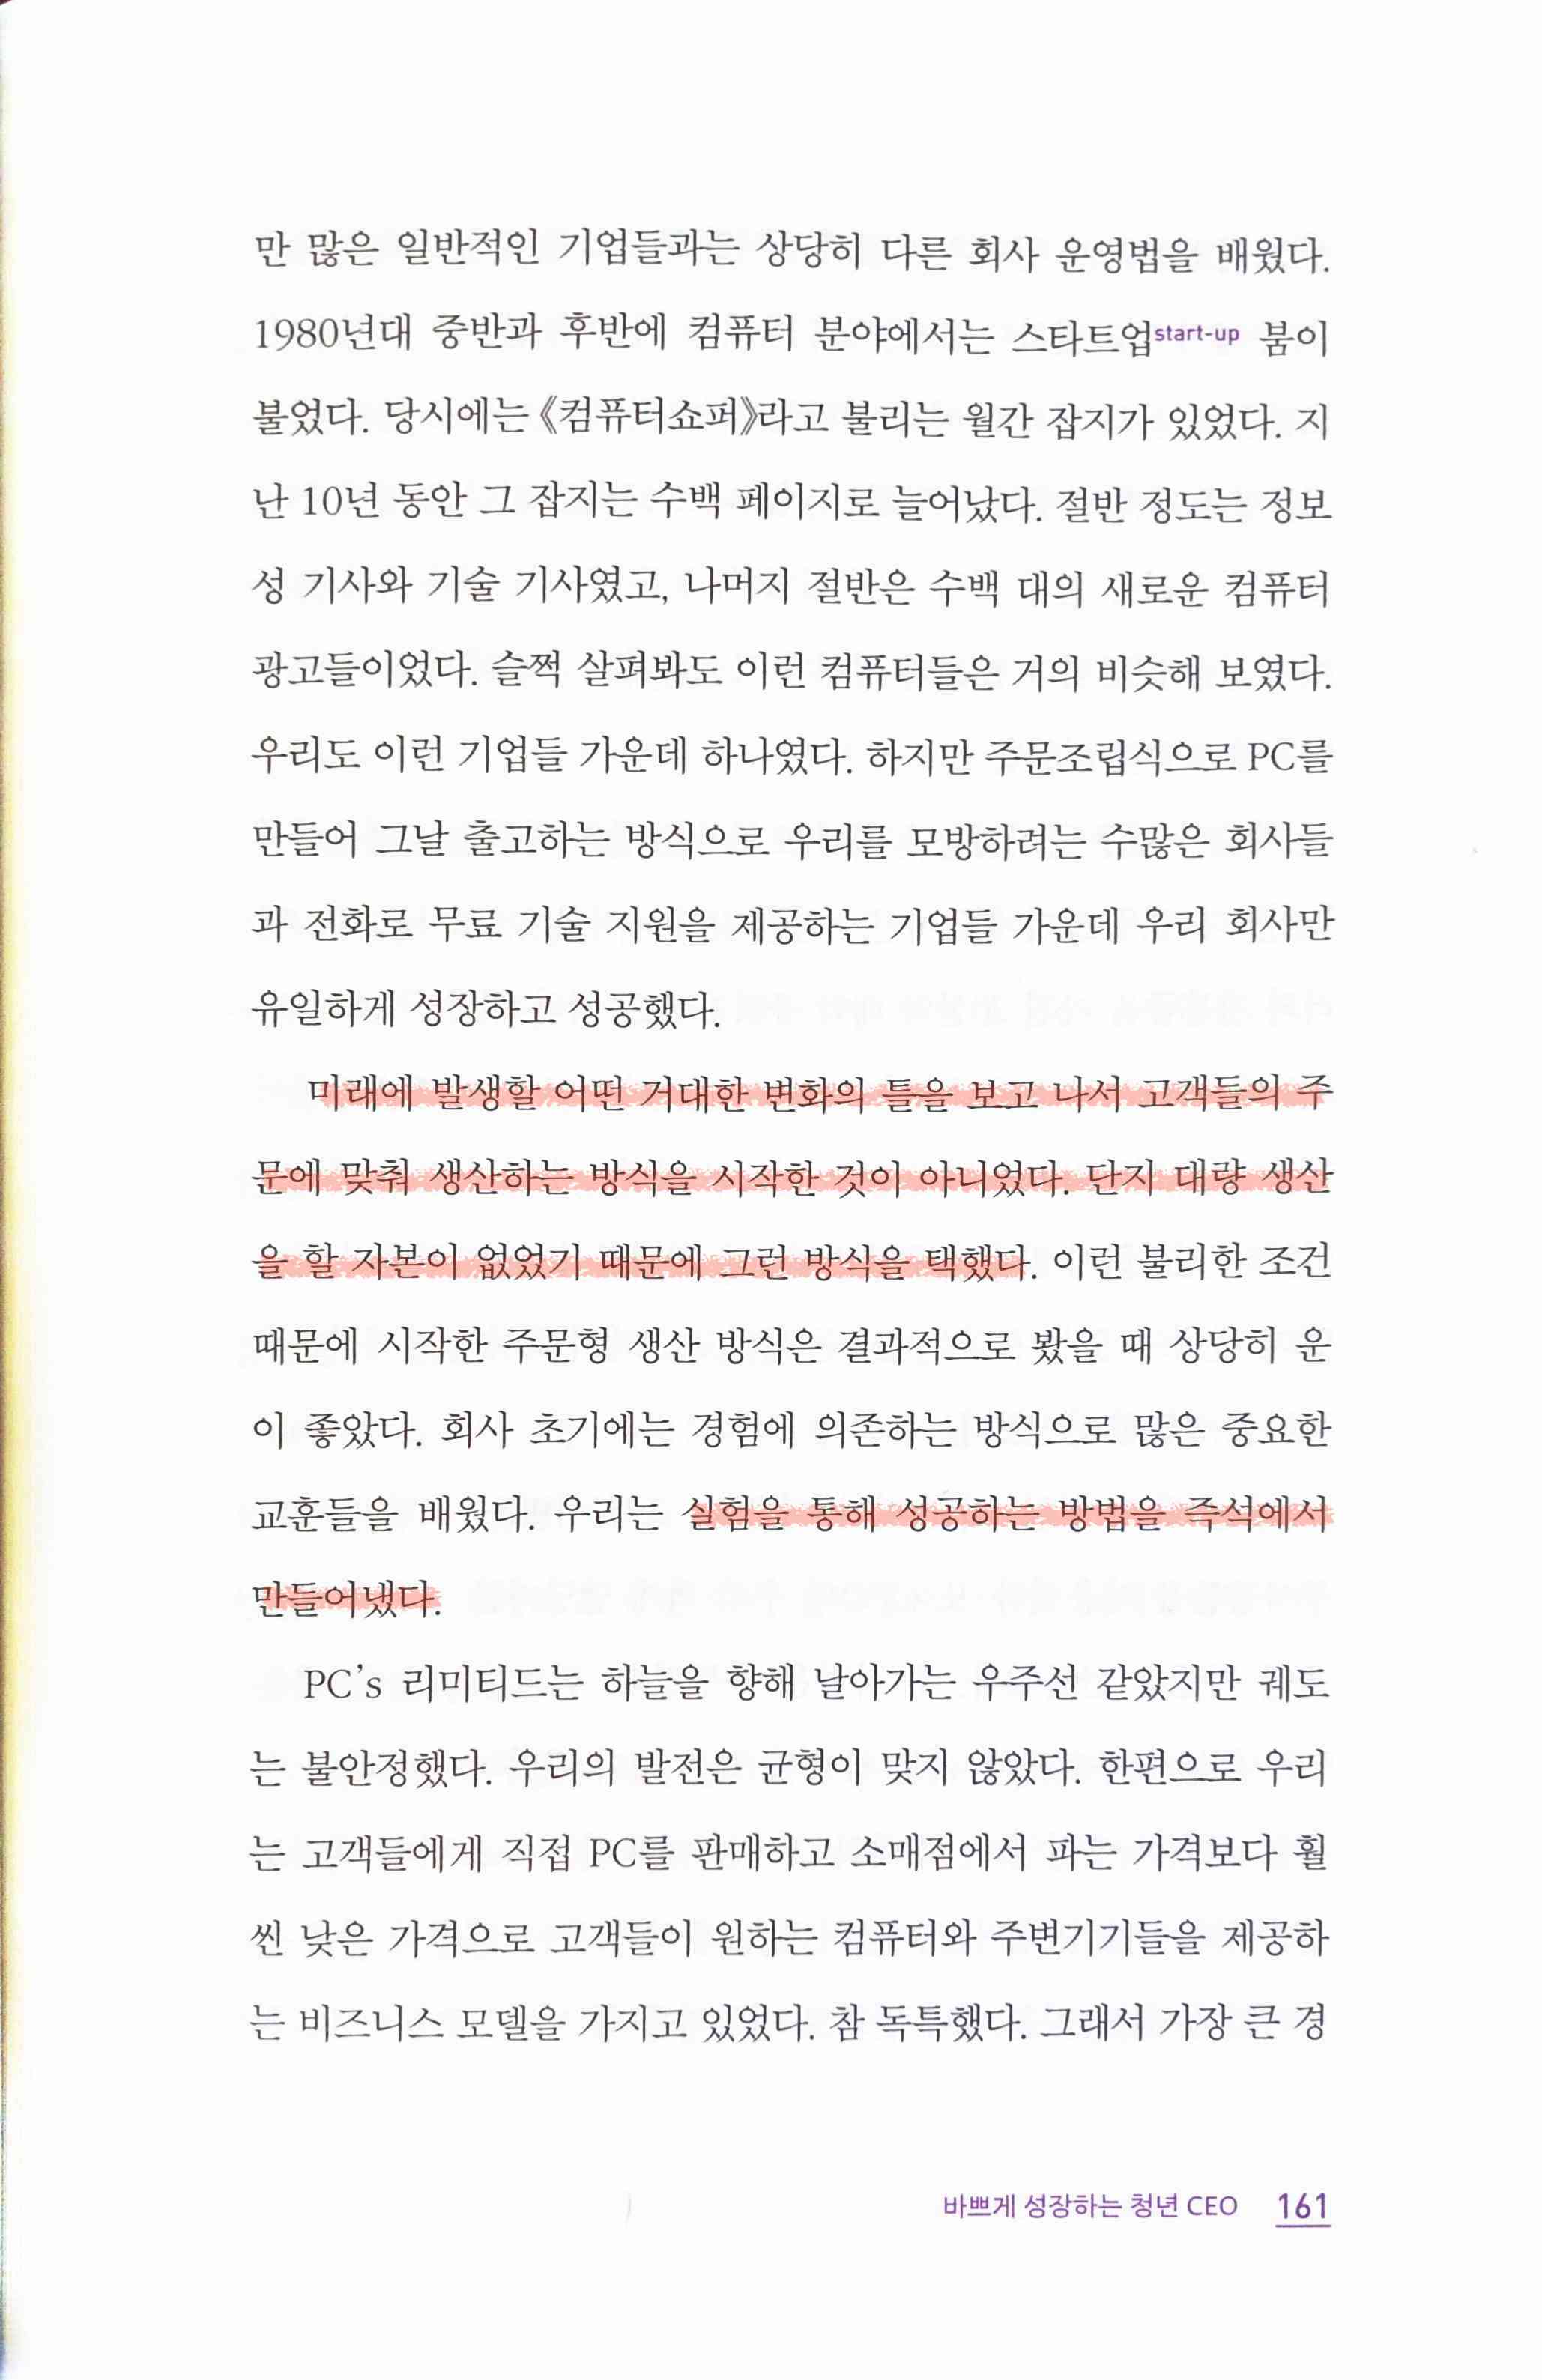 만 많은 일반적인 기업들과는 상당히 다른 회사 운영법을 배웠다.
1980년대 중반과 후반에 컴퓨터 분야에서는 스타트업start-up 붐이
불었다. 당시에는 《컴퓨터쇼퍼》라고 불리는 월간 잡지가 있었다. 지
난 10년 동안 그 잡지는 수백 페이지로 늘어났다. 절반 정도는 정보
성 기사와 기술 기사였고, 나머지 절반은 수백 대의 새로운 컴퓨터
광고들이었다. 슬쩍 살펴봐도 이런 컴퓨터들은 거의 비슷해 보였다.
우리도 이런 기업들 가운데 하나였다. 하지만 주문조립식으로 PC를
만들어 그날 출고하는 방식으로 우리를 모방하려는 수많은 회사들
과 전화로 무료 기술 지원을 제공하는 기업들 가운데 우리 회사만
유일하게 성장하고 성공했다.
미래에 발생할 어떤 거대한 변화의 틀을 보고 나서 고객들의 주
문에 맞춰 생산하는 방식을 시작한 것이 아니었다. 단지 대량 생산
을 할 자본이 없었기 때문에 그런 방식을 택했다. 이런 불리한 조건
때문에 시작한 주문형 생산 방식은 결과적으로 봤을 때 상당히 운
이 좋았다. 회사 초기에는 경험에 의존하는 방식으로 많은 중요한
교훈들을 배웠다. 우리는 실험을 통해 성공하는 방법을 즉석에서
만들어냈다.
PC's 리미티드는 하늘을 향해 날아가는 우주선 같았지만 궤도
는 불안정했다. 우리의 발전은 균형이 맞지 않았다. 한편으로 우리
는 고객들에게 직접 PC를 판매하고 소매점에서 파는 가격보다 훨
씬 낮은 가격으로 고객들이 원하는 컴퓨터와 주변기기들을 제공하
는 비즈니스 모델을 가지고 있었다. 참 독특했다. 그래서 가장 큰 경
바쁘게 성장하는 청년 CEO 161